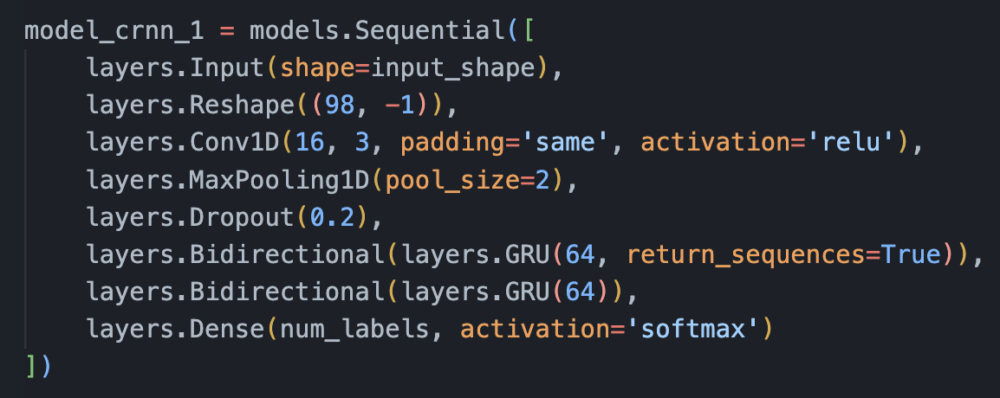 model_crnn_1 = models.Sequential([
    layers.Input(shape=input_shape),
    layers.Reshape((98, -1)),
    layers.Conv1D(16, 3, padding='same', activation='relu'),
    layers.MaxPooling1D(pool_size=2),
    layers.Dropout(0.2),
    layers.Bidirectional(layers.GRU(64, return_sequences=True)),
    layers.Bidirectional(layers.GRU(64)),
    layers.Dense(num_labels, activation='softmax')
])